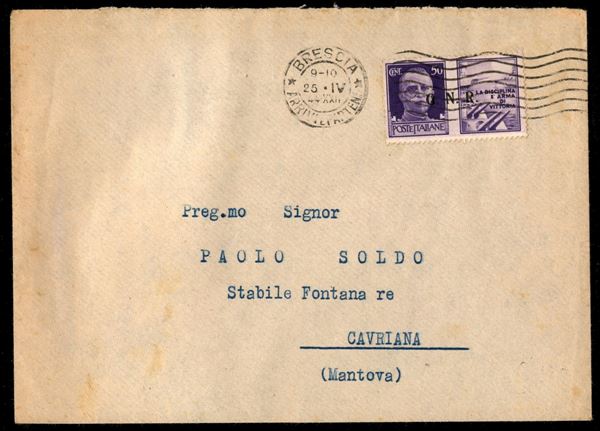 BRESCIA
9-10
25 · IV
CENT. 50
G. N. R.
LA DISCIPLINA
E ARMA
DI
VITTORIA
POSTE ITALIANE
Preg.mo Signor
PAOLO SOLDO
Stabile Fontana re
CAVRIANA
(Mantova)